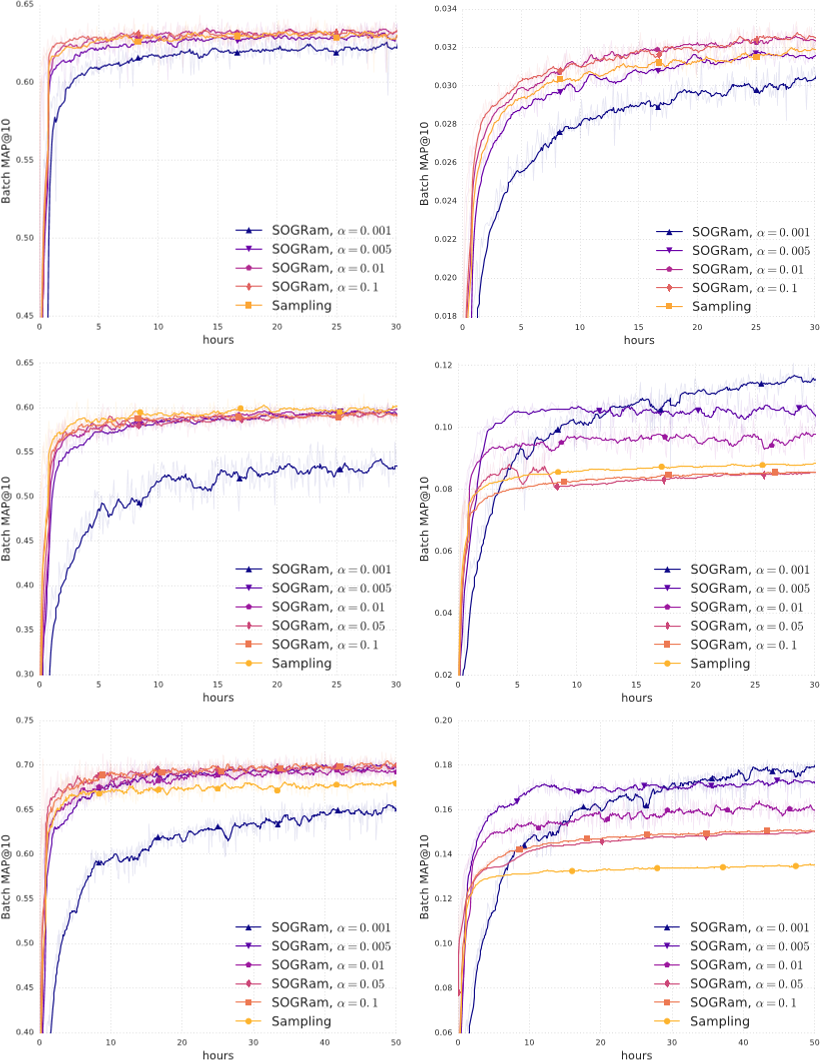 0.65
0.60
0.55
0.50
0.45
Batch MAP@10
SOGRam, α = 0.001
SOGRam, α = 0.005
SOGRam, α = 0.01
SOGRam, α = 0.1
Sampling
0 5 10 15 20 25 30
hours
0.034
0.032
0.030
0.028
0.026
0.024
0.022
0.020
0.018
Batch MAP@10
SOGRam, α = 0.001
SOGRam, α = 0.005
SOGRam, α = 0.01
SOGRam, α = 0.1
Sampling
0 5 10 15 20 25 30
hours
0.65
0.60
0.55
0.50
0.45
0.40
0.35
0.30
Batch MAP@10
SOGRam, α = 0.001
SOGRam, α = 0.005
SOGRam, α = 0.01
SOGRam, α = 0.05
SOGRam, α = 0.1
Sampling
0 5 10 15 20 25 30
hours
0.12
0.10
0.08
0.06
0.04
0.02
Batch MAP@10
SOGRam, α = 0.001
SOGRam, α = 0.005
SOGRam, α = 0.01
SOGRam, α = 0.05
SOGRam, α = 0.1
Sampling
0 5 10 15 20 25 30
hours
0.75
0.70
0.65
0.60
0.55
0.50
0.45
0.40
Batch MAP@10
SOGRam, α = 0.001
SOGRam, α = 0.005
SOGRam, α = 0.01
SOGRam, α = 0.05
SOGRam, α = 0.1
Sampling
0 10 20 30 40 50
hours
0.20
0.18
0.16
0.14
0.12
0.10
0.08
0.06
Batch MAP@10
SOGRam, α = 0.001
SOGRam, α = 0.005
SOGRam, α = 0.01
SOGRam, α = 0.05
SOGRam, α = 0.1
Sampling
0 10 20 30 40 50
hours